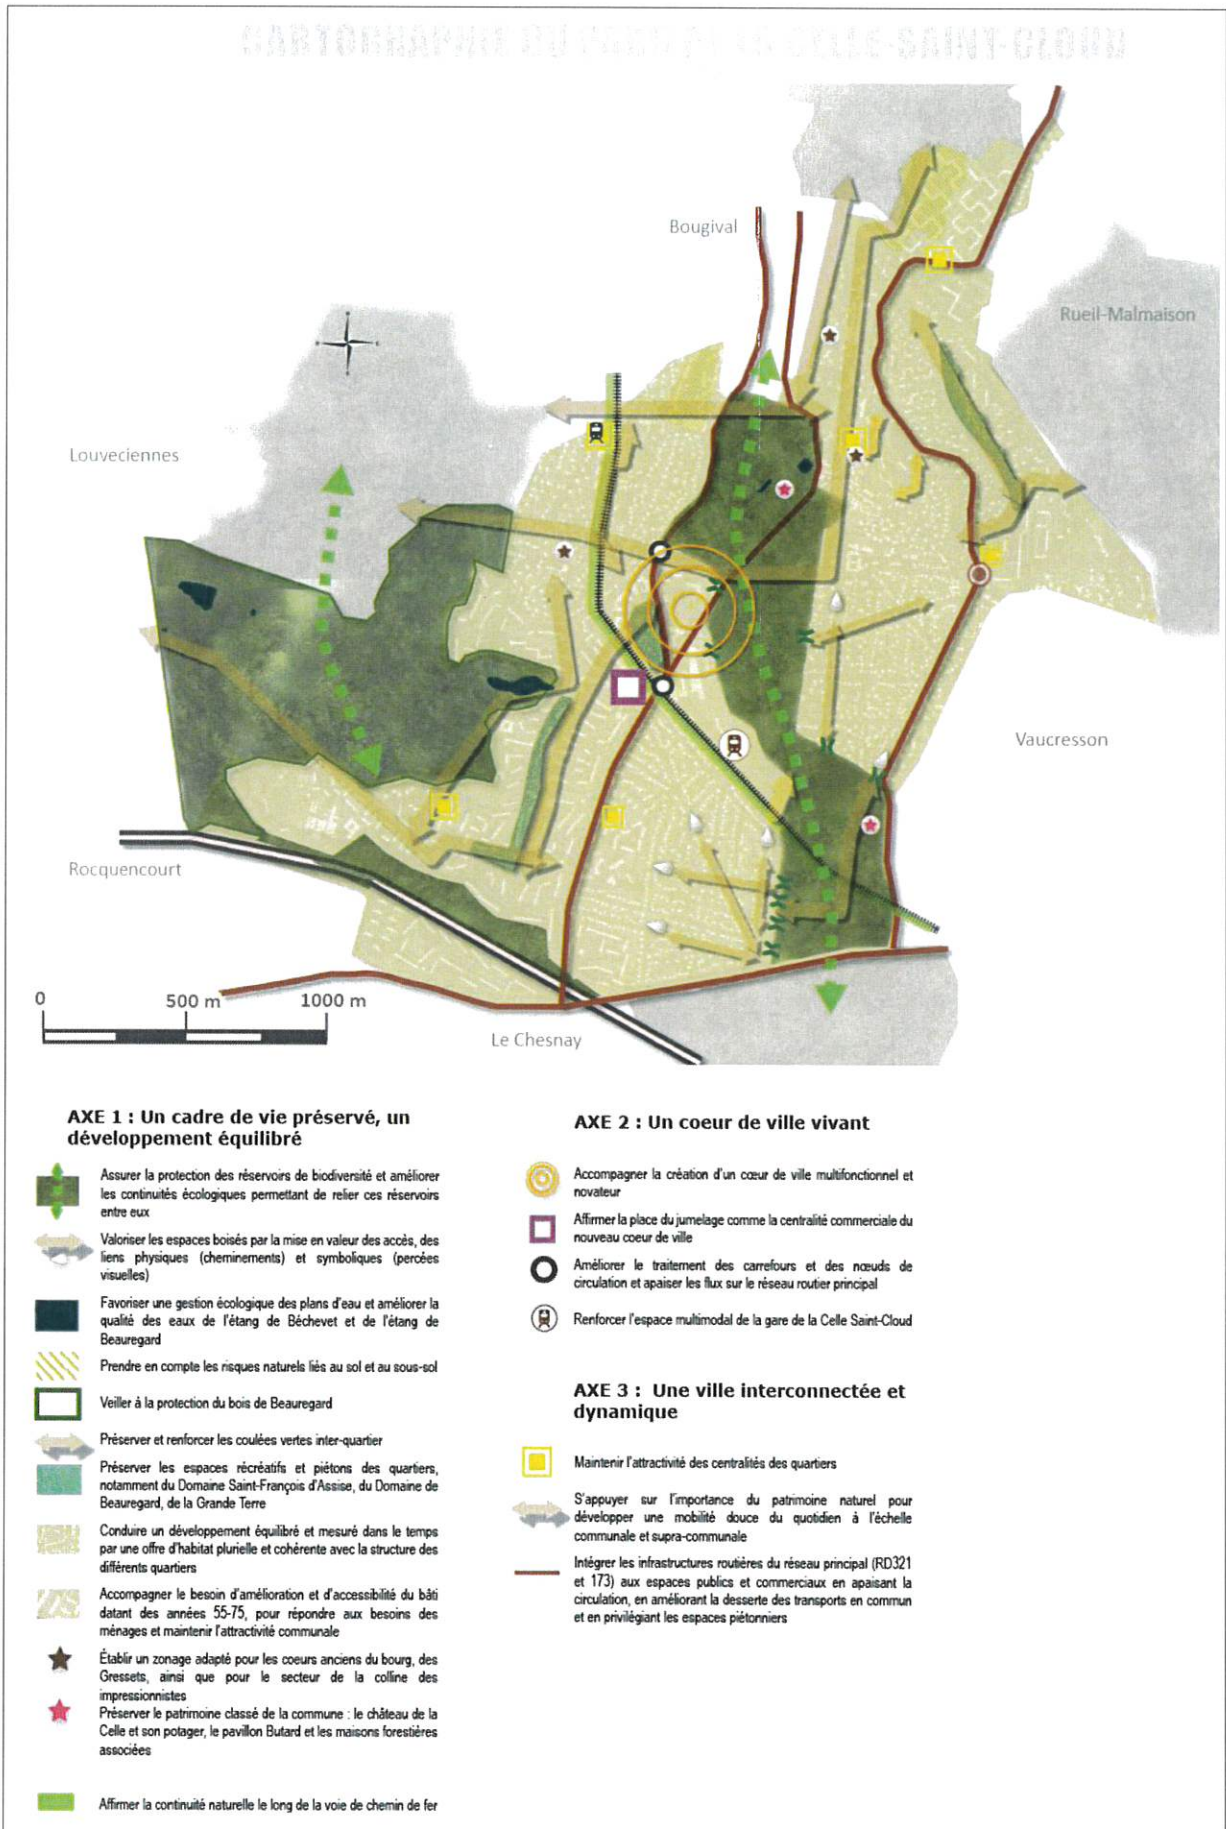 CARTOGRAPHIE DU PADD DE LA CELLE-SAINT-CLOUD
Bougival
Rueil-Malmaison
Louveciennes
Vaucresson
Rocquencourt
0 500 m 1000 m
Le Chesnay
AXE 1 : Un cadre de vie préservé, un
développement équilibré
Assurer la protection des réservoirs de biodiversité et améliorer
les continuités écologiques permettant de relier ces réservoirs
entre eux
Valoriser les espaces boisés par la mise en valeur des accès, des
liens physiques (cheminements) et symboliques (percées
visuelles)
Favoriser une gestion écologique des plans d'eau et améliorer la
qualité des eaux de l'étang de Béchevet et de l'étang de
Beauregard
Prendre en compte les risques naturels liés au sol et au sous-sol
Veiller à la protection du bois de Beauregard
Préserver et renforcer les coulées vertes inter-quartier
Préserver les espaces récréatifs et piétons des quartiers,
notamment du Domaine Saint-François d'Assise, du Domaine de
Beauregard, de la Grande Terre
Conduire un développement équilibré et mesuré dans le temps
par une offre d'habitat plurielle et cohérente avec la structure des
différents quartiers
Accompagner le besoin d'amélioration et d'accessibilité du bâti
datant des années 55-75, pour répondre aux besoins des
ménages et maintenir l'attractivité communale
Établir un zonage adapté pour les coeurs anciens du bourg, des
Gressets, ainsi que pour le secteur de la colline des
impressionnistes
Préserver le patrimoine classé de la commune : le château de la
Celle et son potager, le pavillon Butard et les maisons forestières
associées
Affirmer la continuité naturelle le long de la voie de chemin de fer
AXE 2 : Un coeur de ville vivant
Accompagner la création d'un cœur de ville multifonctionnel et
novateur
Affirmer la place du jumelage comme la centralité commerciale du
nouveau coeur de ville
Améliorer le traitement des carrefours et des nœuds de
circulation et apaiser les flux sur le réseau routier principal
Renforcer l'espace multimodal de la gare de la Celle Saint-Cloud
AXE 3 : Une ville interconnectée et
dynamique
Maintenir l'attractivité des centralités des quartiers
S'appuyer sur l'importance du patrimoine naturel pour
développer une mobilité douce du quotidien à l'échelle
communale et supra-communale
Intégrer les infrastructures routières du réseau principal (RD321
et 173) aux espaces publics et commerciaux en apaisant la
circulation, en améliorant la desserte des transports en commun
et en privilégiant les espaces piétonniers